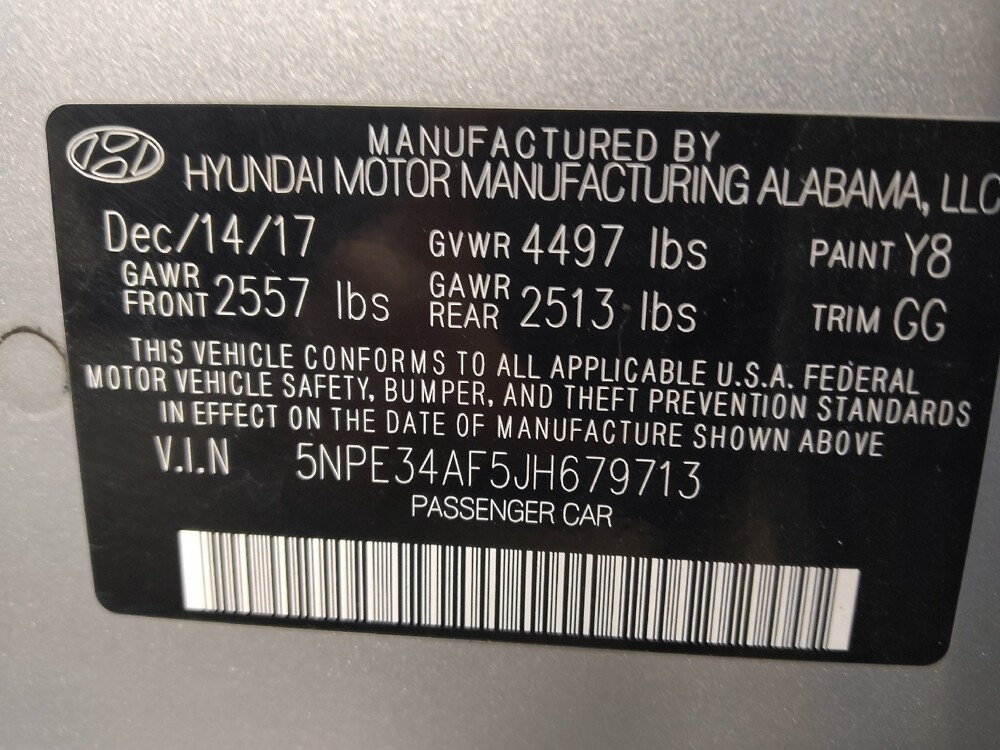 MANUFACTURED BY
HYUNDAI MOTOR MANUFACTURING ALABAMA, LLC
Dec/14/17 GVWR 4497 lbs PAINT Y8
GAWR FRONT 2557 lbs GAWR REAR 2513 lbs TRIM GG
THIS VEHICLE CONFORMS TO ALL APPLICABLE U.S.A. FEDERAL
MOTOR VEHICLE SAFETY, BUMPER, AND THEFT PREVENTION STANDARDS
IN EFFECT ON THE DATE OF MANUFACTURE SHOWN ABOVE
V.I.N 5NPE34AF5JH679713
PASSENGER CAR